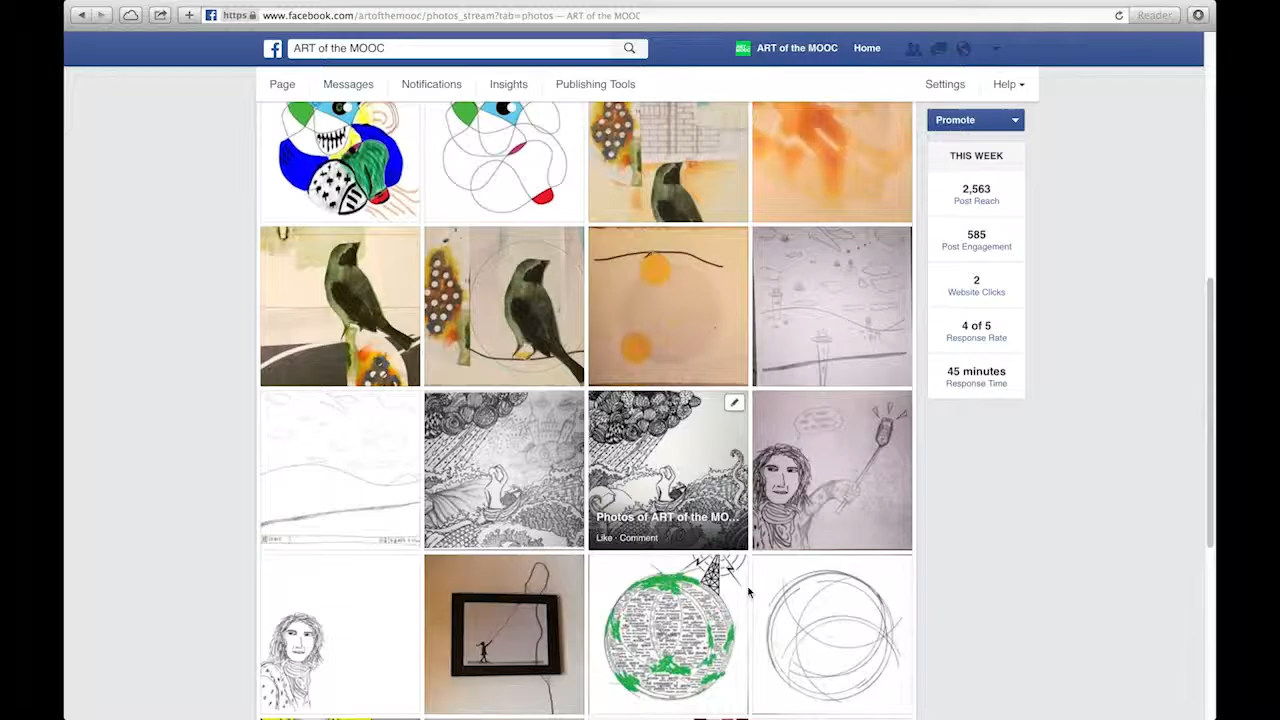 https www.facebook.com/artofthemooc/photos_stream?tab=photos — ART of the MOOC
Reader
ART of the MOOC
ART of the MOOC
Home
Page
Messages
Notifications
Insights
Publishing Tools
Settings
Help
Promote
THIS WEEK
2,563
Post Reach
585
Post Engagement
2
Website Clicks
4 of 5
Response Rate
45 minutes
Response Time
Photos of ART of the MO...
Like · Comment